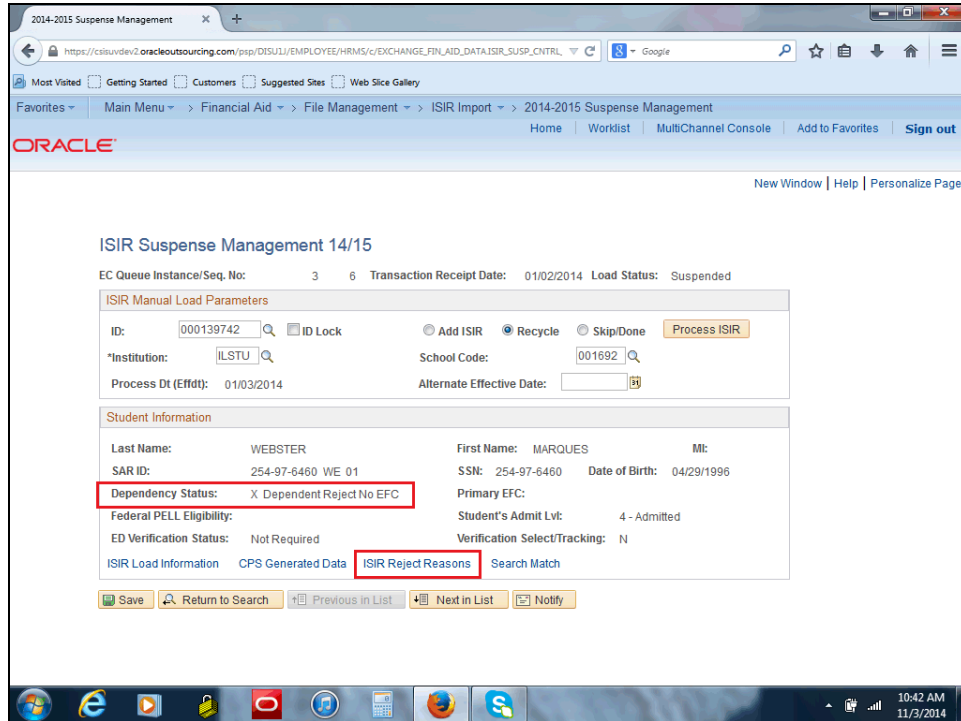 2014-2015 Suspense Management × +
https://csisuvdev2.oracleoutsourcing.com/psp/DISU1J/EMPLOYEE/HRMS/c/EXCHANGE_FIN_AID_DATA.ISIR_SUSP_CNTRL_ 8 Google
Most Visited Getting Started Customers Suggested Sites Web Slice Gallery
Favorites Main Menu > Financial Aid > File Management > ISIR Import > 2014-2015 Suspense Management
Home Worklist MultiChannel Console Add to Favorites Sign out
ORACLE
New Window | Help | Personalize Page
ISIR Suspense Management 14/15
EC Queue Instance/Seq. No: 3 6 Transaction Receipt Date: 01/02/2014 Load Status: Suspended
ISIR Manual Load Parameters
ID: 000139742 ID Lock Add ISIR Recycle Skip/Done Process ISIR
*Institution: ILSTU School Code: 001692
Process Dt (Effdt): 01/03/2014 Alternate Effective Date: 31
Student Information
Last Name: WEBSTER First Name: MARQUES MI:
SAR ID: 254-97-6460 WE 01 SSN: 254-97-6460 Date of Birth: 04/29/1996
Dependency Status: X Dependent Reject No EFC Primary EFC:
Federal PELL Eligibility: Student's Admit Lvl: 4 - Admitted
ED Verification Status: Not Required Verification Select/Tracking: N
ISIR Load Information CPS Generated Data ISIR Reject Reasons Search Match
Save Return to Search Previous in List Next in List Notify
10:42 AM
11/3/2014